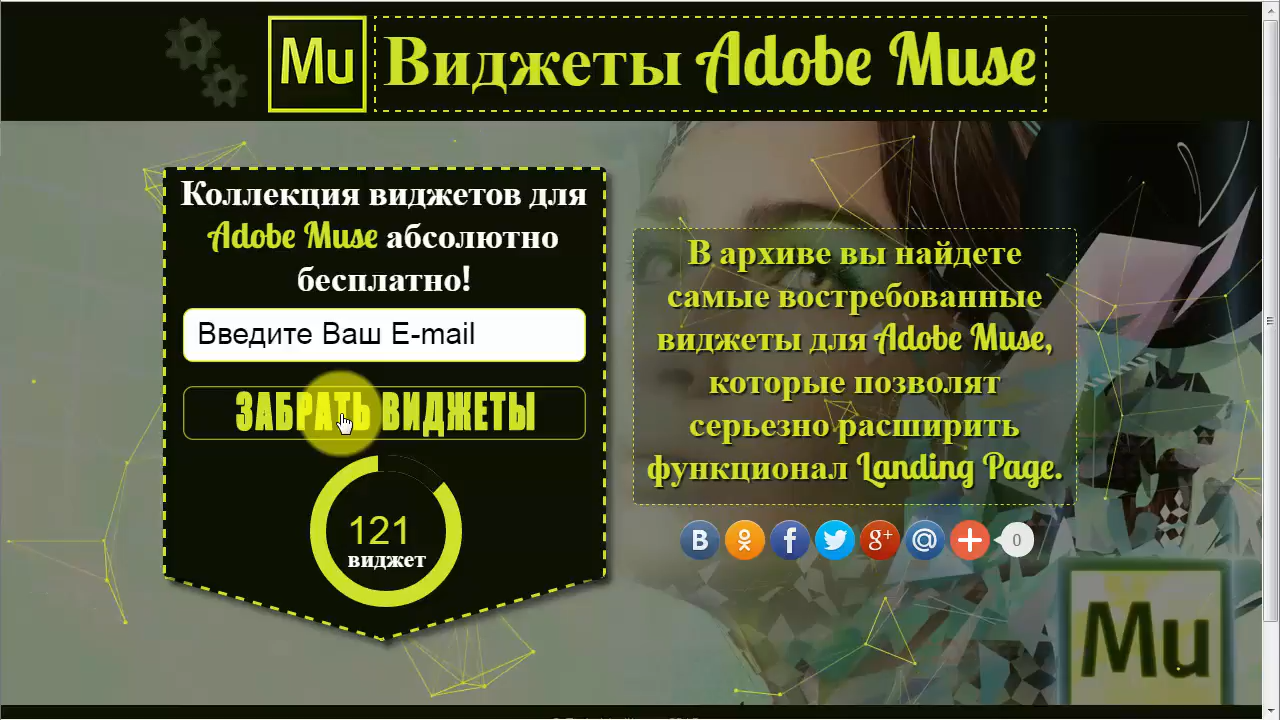 Mu
Виджеты Adobe Muse
Коллекция виджетов для
Adobe Muse абсолютно
бесплатно!
Введите Ваш E-mail
ЗАБРАТЬ ВИДЖЕТЫ
121
виджет
В архиве вы найдете
самые востребованные
виджеты для Adobe Muse,
которые позволят
серьезно расширить
функционал Landing Page.
0
Mu